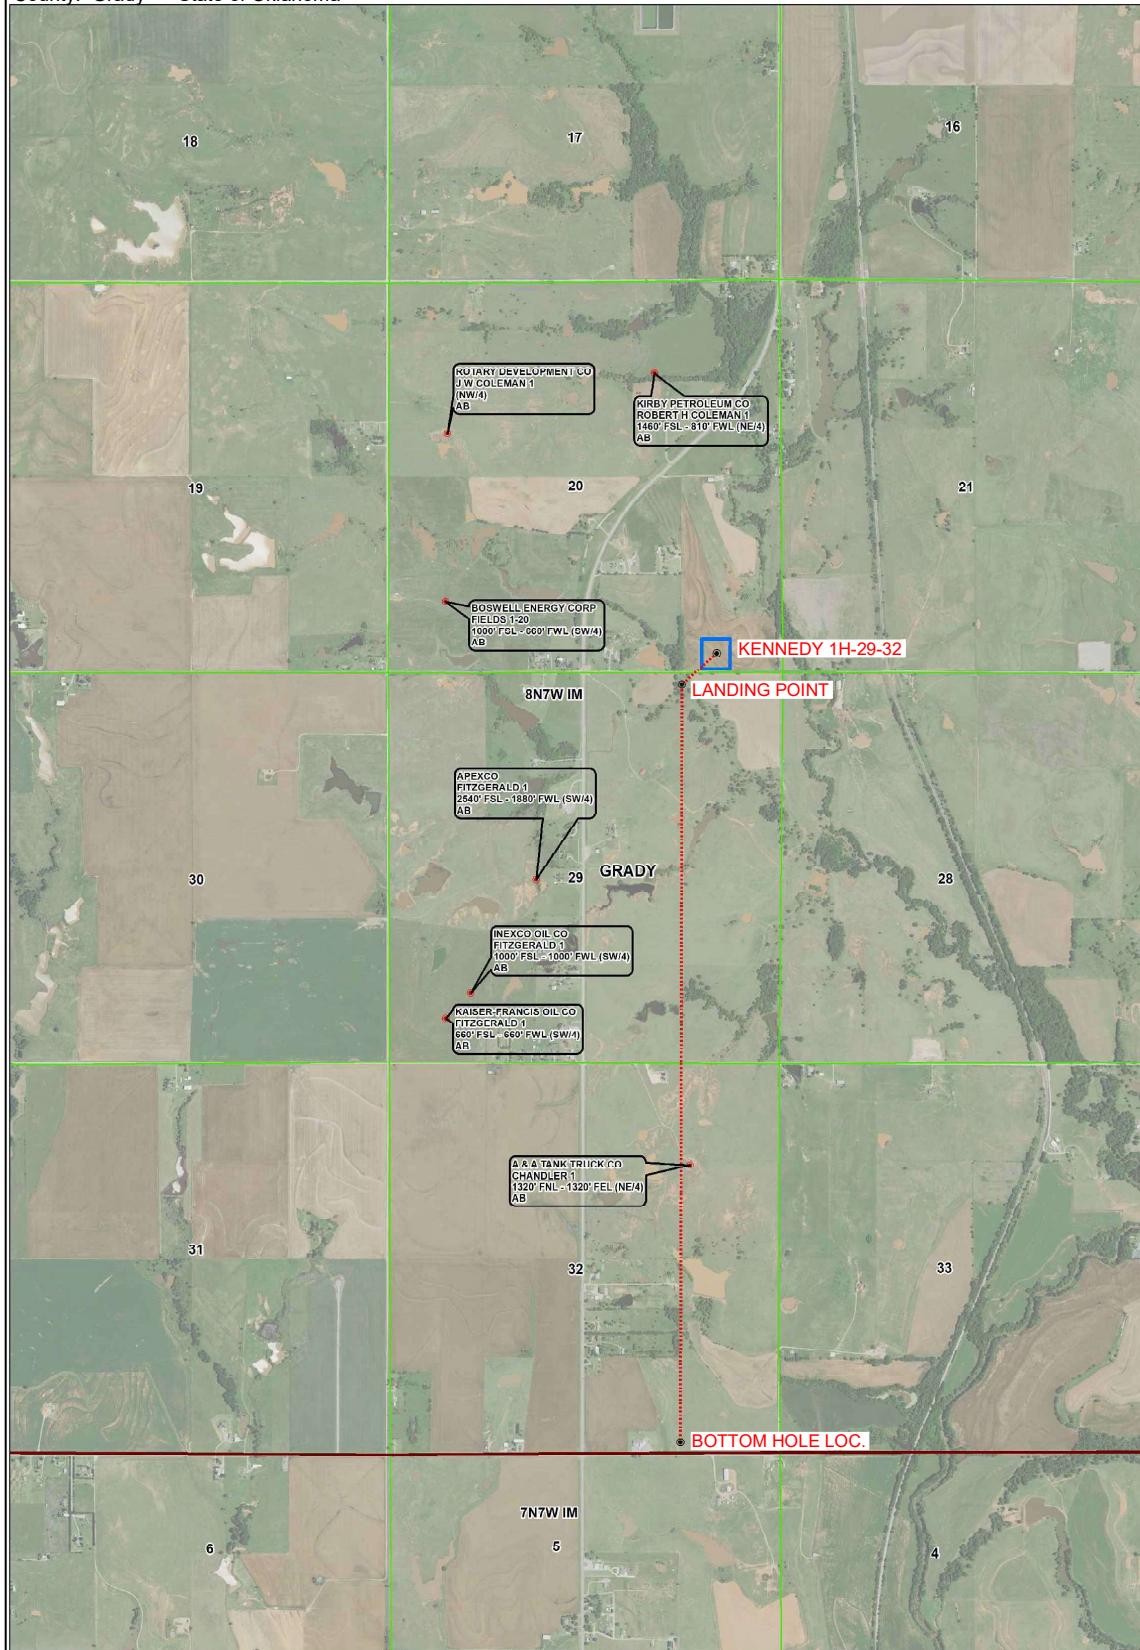 County: Grady State of Oklahoma
18
17
16
ROTARY DEVELOPMENT CO
J W COLEMAN 1
(NW/4)
AB
KIRBY PETROLEUM CO
ROBERT H COLEMAN 1
1460' FSL - 810' FWL (NE/4)
AB
19
20
21
BOSWELL ENERGY CORP
FIELDS 1-20
1000' FSL - 660' FWL (SW/4)
AB
KENNEDY 1H-29-32
8N7W IM
LANDING POINT
APEXCO
FITZGERALD 1
2540' FSL - 1880' FWL (SW/4)
AB
30
29
GRADY
28
INEXCO OIL CO
FITZGERALD 1
1000' FSL - 1000' FWL (SW/4)
AB
KAISER-FRANCIS OIL CO
FITZGERALD 1
660' FSL - 660' FWL (SW/4)
AB
A & A TANK TRUCK CO
CHANDLER 1
1320' FNL - 1320' FEL (NE/4)
AB
31
32
33
BOTTOM HOLE LOC.
7N7W IM
6
5
4